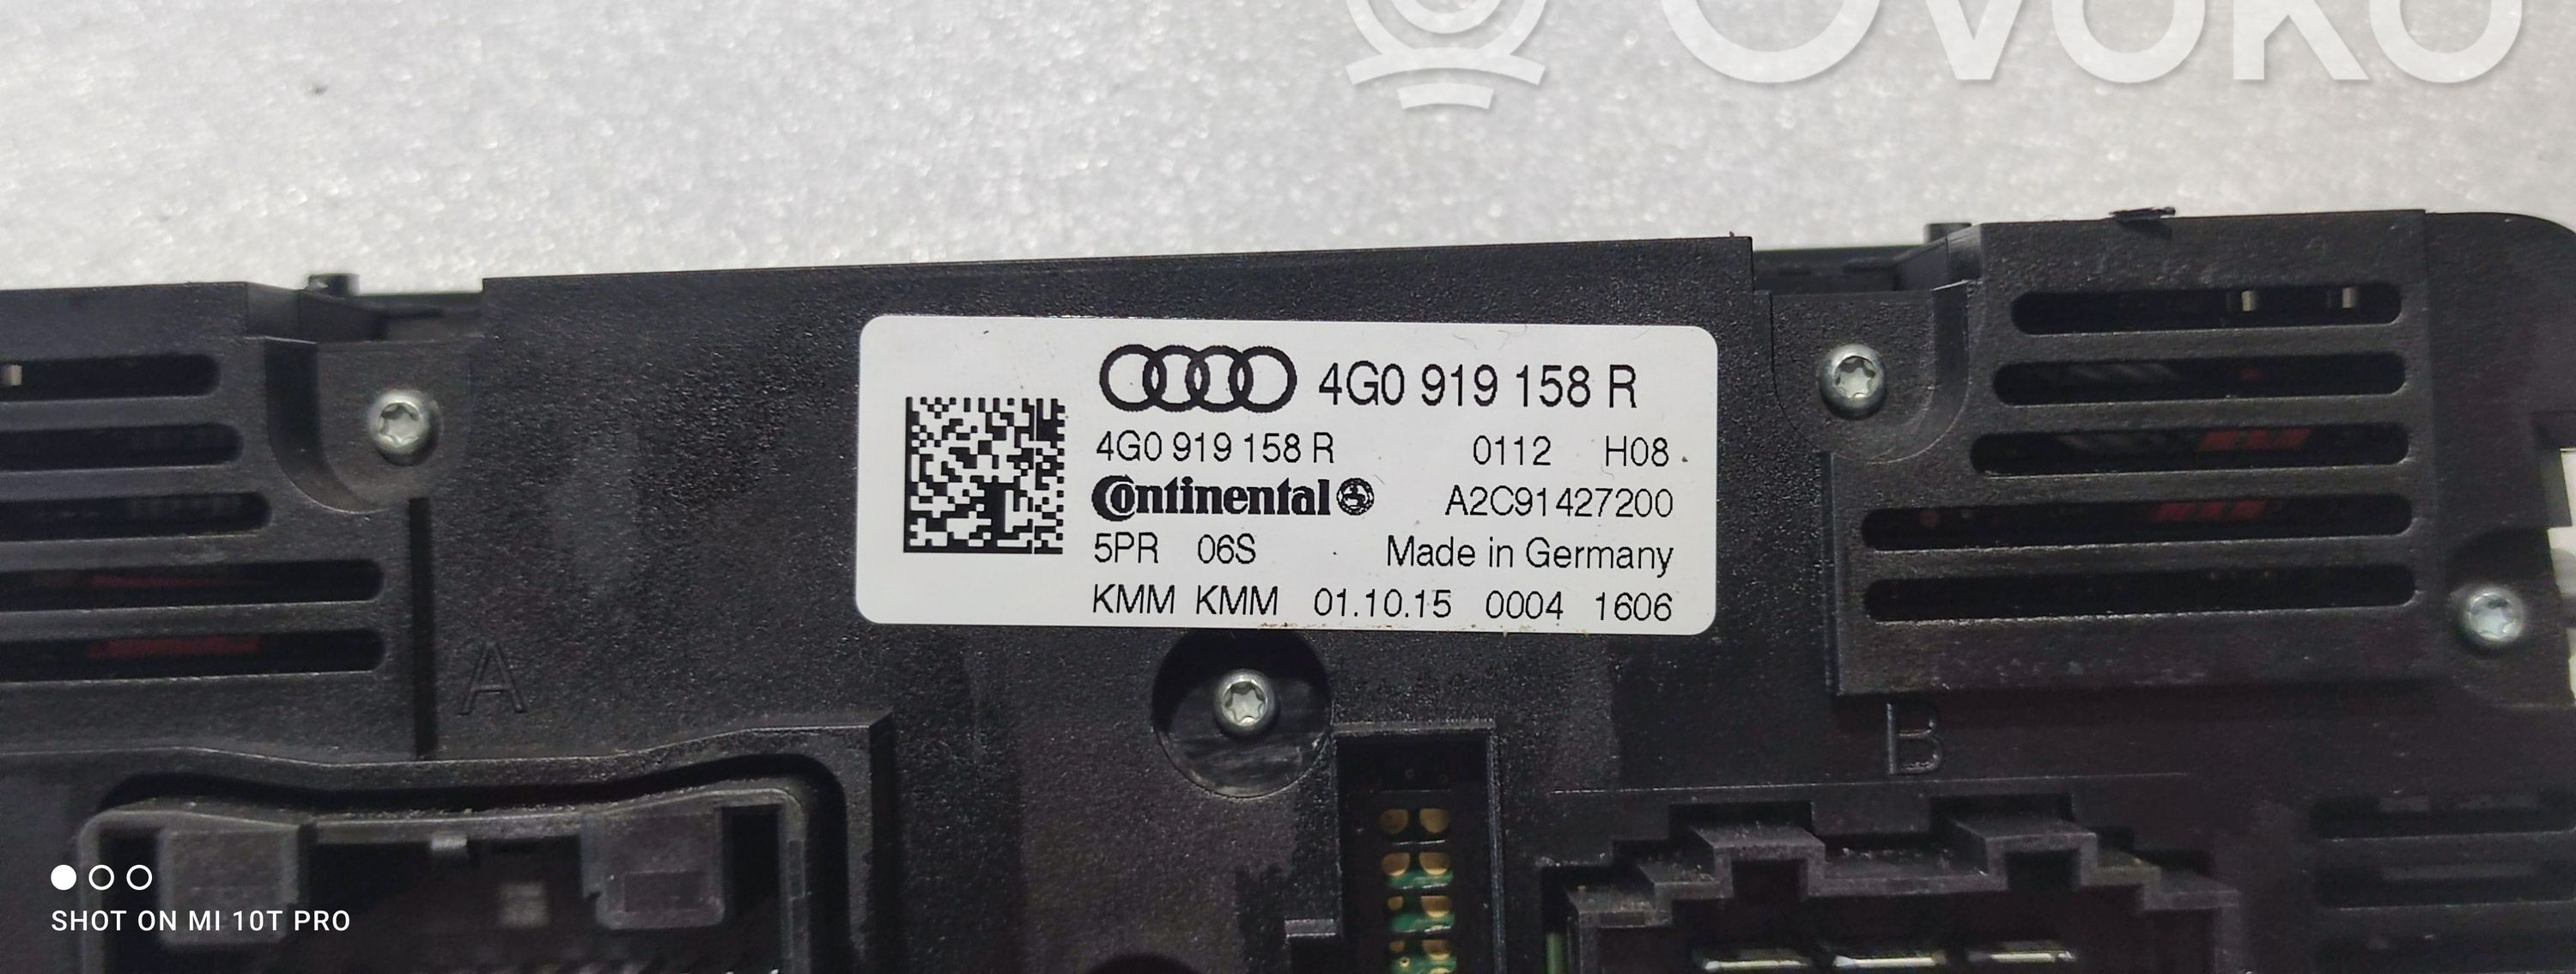 OVOKO
4G0 919 158 R
4G0 919 158 R 0112 H08
Continental A2C91427200
5PR 06S Made in Germany
KMM KMM 01.10.15 0004 1606
A
B
SHOT ON MI 10T PRO